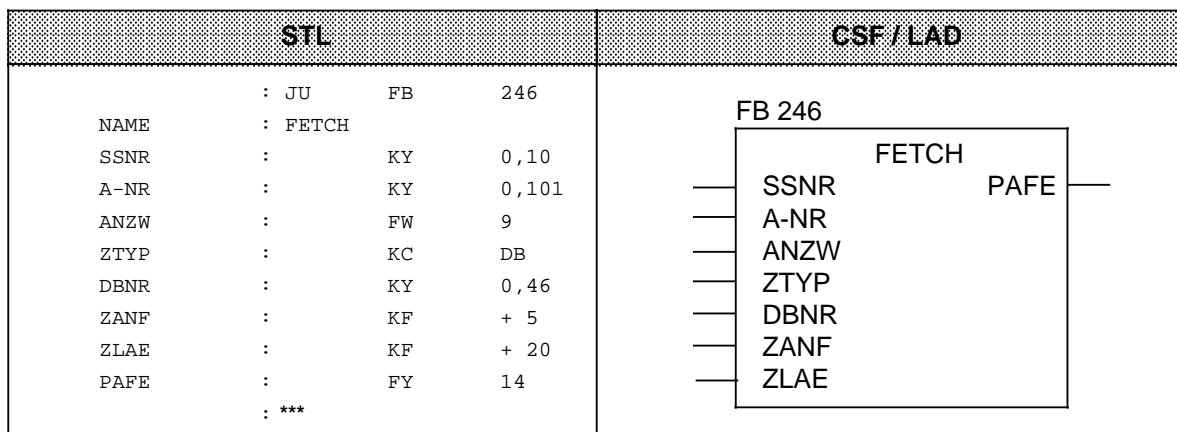 STL
CSF / LAD
: JU FB 246
NAME : FETCH
SSNR : KY 0,10
A-NR : KY 0,101
ANZW : FW 9
ZTYP : KC DB
DBNR : KY 0,46
ZANF : KF + 5
ZLAE : KF + 20
PAFE : FY 14
: ***
FB 246
FETCH
SSNR PAFE
A-NR
ANZW
ZTYP
DBNR
ZANF
ZLAE